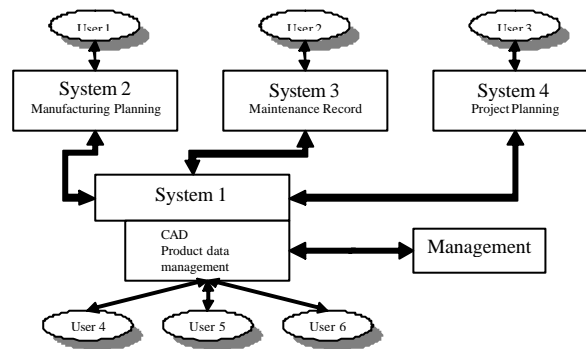 User 1
User 2
User 3
System 2
Manufacturing Planning
System 3
Maintenance Record
System 4
Project Planning
System 1
CAD
Product data
management
Management
User 4
User 5
User 6